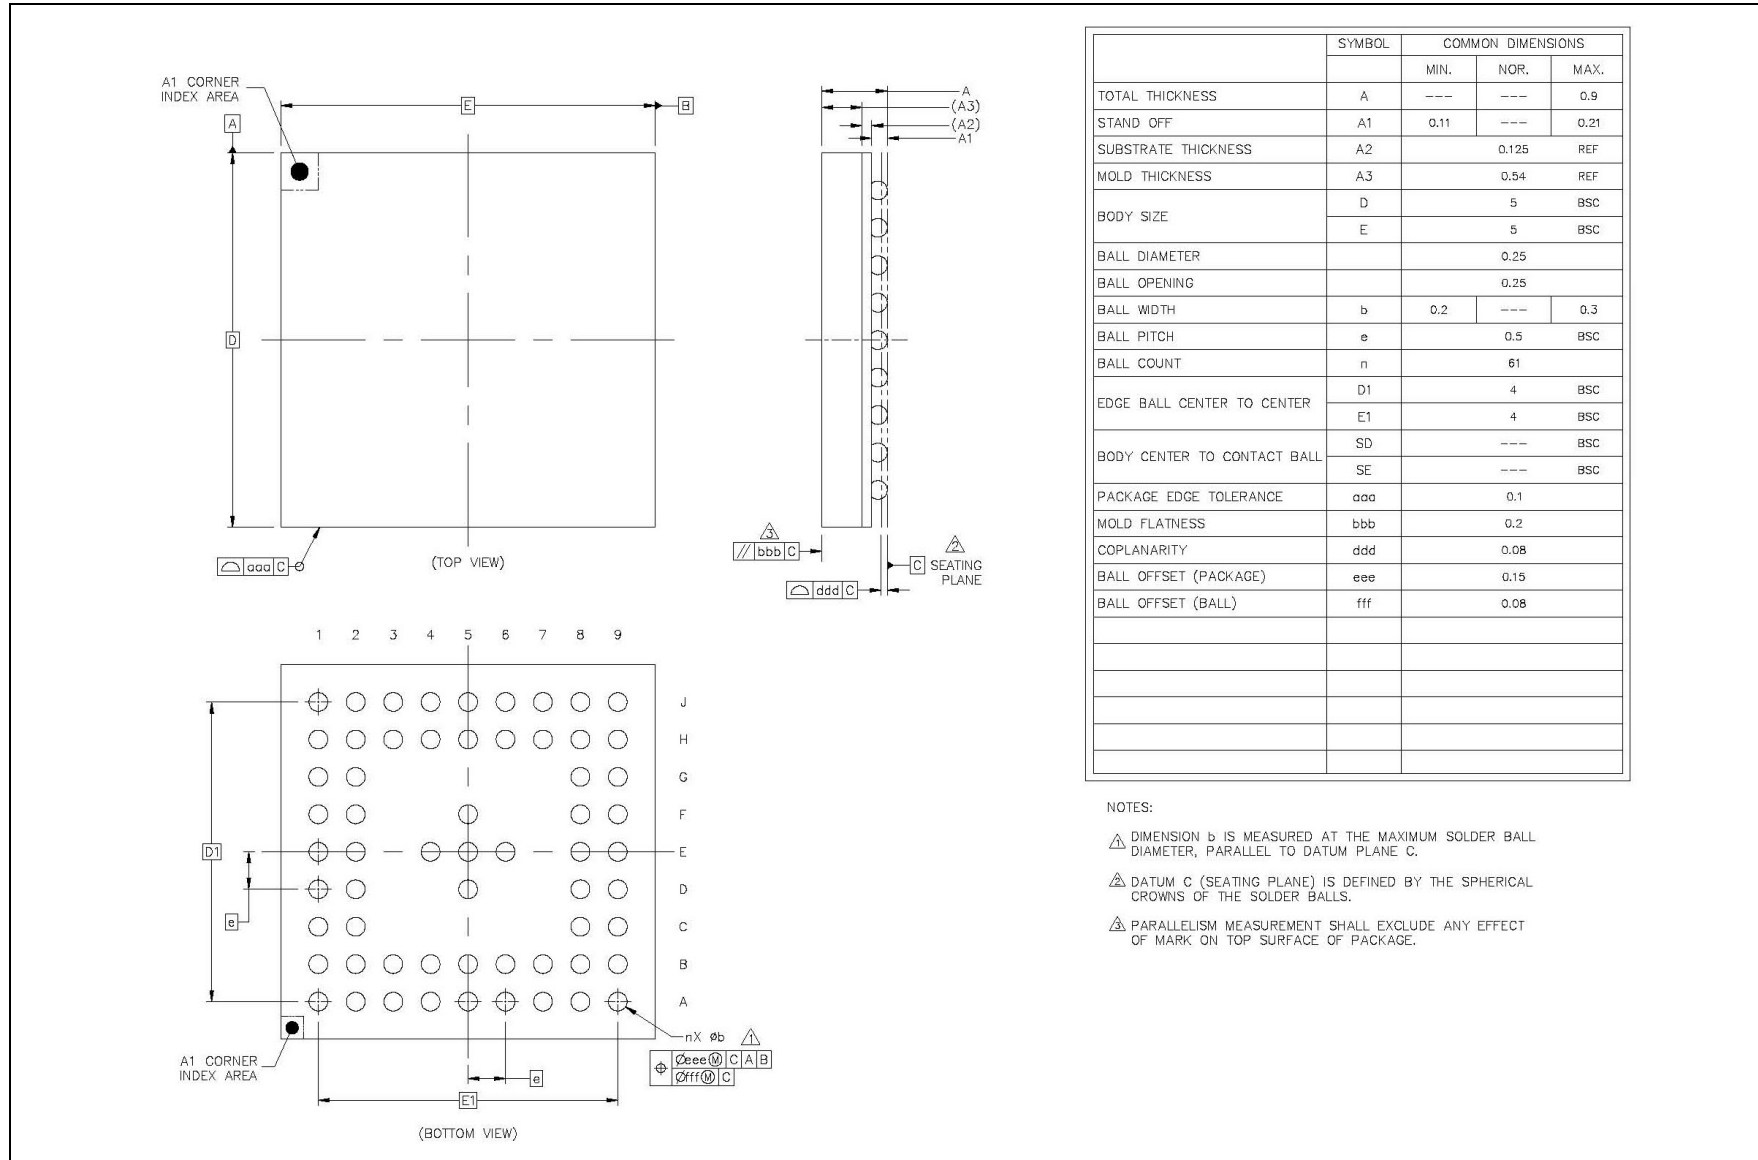 A1 CORNER
INDEX AREA
A
E
B
D
aaa C
(TOP VIEW)
A
(A3)
(A2)
A1
3
// bbb C
2
C SEATING
PLANE
ddd C
1 2 3 4 5 6 7 8 9
J
H
G
F
E
D
C
B
A
D1
e
A1 CORNER
INDEX AREA
nX øb 1
Øeee Ⓜ C A B
Øfff Ⓜ C
e
E1
(BOTTOM VIEW)
SYMBOL COMMON DIMENSIONS
MIN. NOR. MAX.
TOTAL THICKNESS A --- --- 0.9
STAND OFF A1 0.11 --- 0.21
SUBSTRATE THICKNESS A2 0.125 REF
MOLD THICKNESS A3 0.54 REF
BODY SIZE D 5 BSC
E 5 BSC
BALL DIAMETER 0.25
BALL OPENING 0.25
BALL WIDTH b 0.2 --- 0.3
BALL PITCH e 0.5 BSC
BALL COUNT n 61
EDGE BALL CENTER TO CENTER D1 4 BSC
E1 4 BSC
BODY CENTER TO CONTACT BALL SD --- BSC
SE --- BSC
PACKAGE EDGE TOLERANCE aaa 0.1
MOLD FLATNESS bbb 0.2
COPLANARITY ddd 0.08
BALL OFFSET (PACKAGE) eee 0.15
BALL OFFSET (BALL) fff 0.08
NOTES:
1 DIMENSION b IS MEASURED AT THE MAXIMUM SOLDER BALL
DIAMETER, PARALLEL TO DATUM PLANE C.
2 DATUM C (SEATING PLANE) IS DEFINED BY THE SPHERICAL
CROWNS OF THE SOLDER BALLS.
3 PARALLELISM MEASUREMENT SHALL EXCLUDE ANY EFFECT
OF MARK ON TOP SURFACE OF PACKAGE.